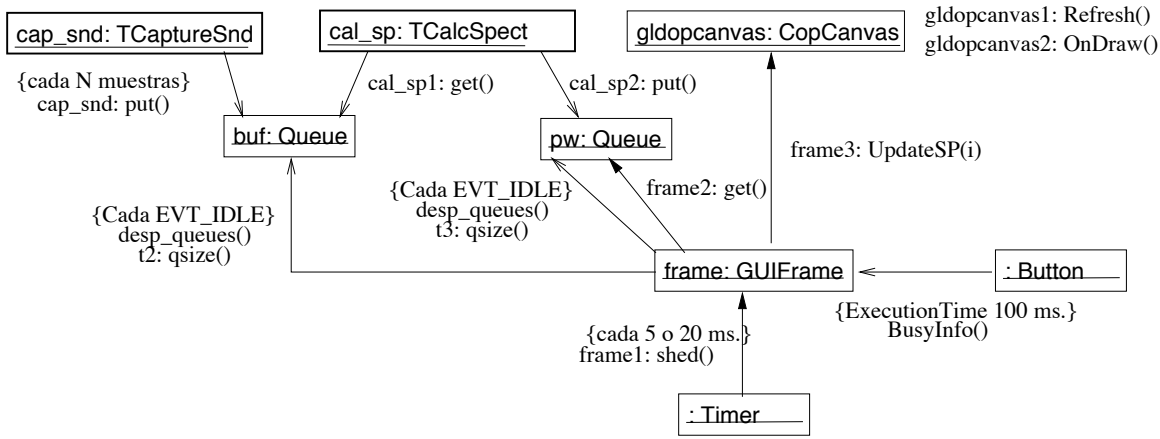 cap_snd: TCaptureSnd
cal_sp: TCalcSpect
gldopcanvas: CopCanvas
gldopcanvas1: Refresh()
gldopcanvas2: OnDraw()
{cada N muestras}
cap_snd: put()
cal_sp1: get()
cal_sp2: put()
buf: Queue
pw: Queue
frame3: UpdateSP(i)
{Cada EVT_IDLE}
desp_queues()
t2: qsize()
{Cada EVT_IDLE}
desp_queues()
t3: qsize()
frame2: get()
frame: GUIFrame
: Button
{ExecutionTime 100 ms.}
BusyInfo()
{cada 5 o 20 ms.}
frame1: shed()
: Timer